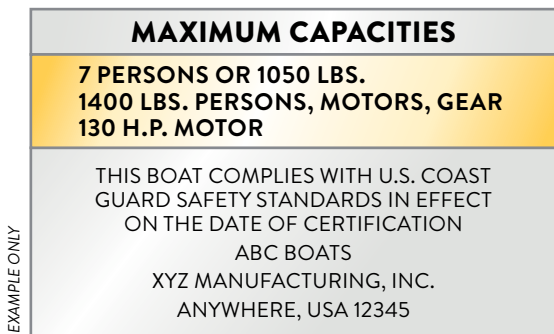 MAXIMUM CAPACITIES
7 PERSONS OR 1050 LBS.
1400 LBS. PERSONS, MOTORS, GEAR
130 H.P. MOTOR
THIS BOAT COMPLIES WITH U.S. COAST
GUARD SAFETY STANDARDS IN EFFECT
ON THE DATE OF CERTIFICATION
ABC BOATS
XYZ MANUFACTURING, INC.
ANYWHERE, USA 12345
EXAMPLE ONLY